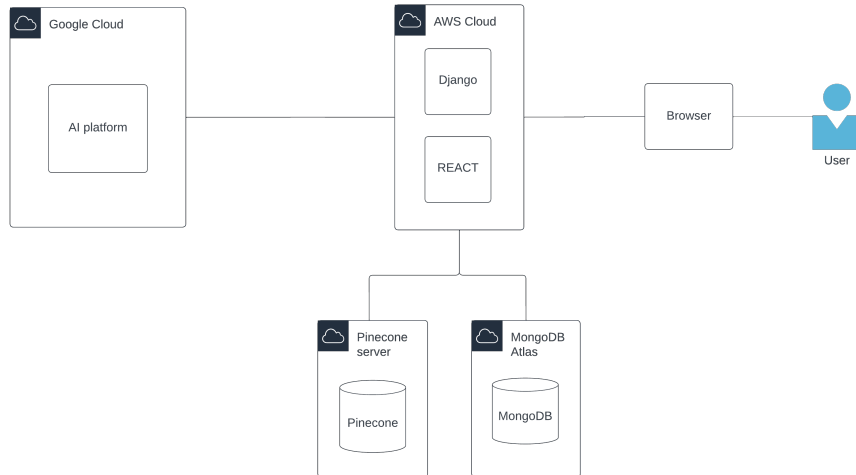 Google Cloud
AI platform
AWS Cloud
Django
REACT
Browser
User
Pinecone
server
Pinecone
MongoDB
Atlas
MongoDB